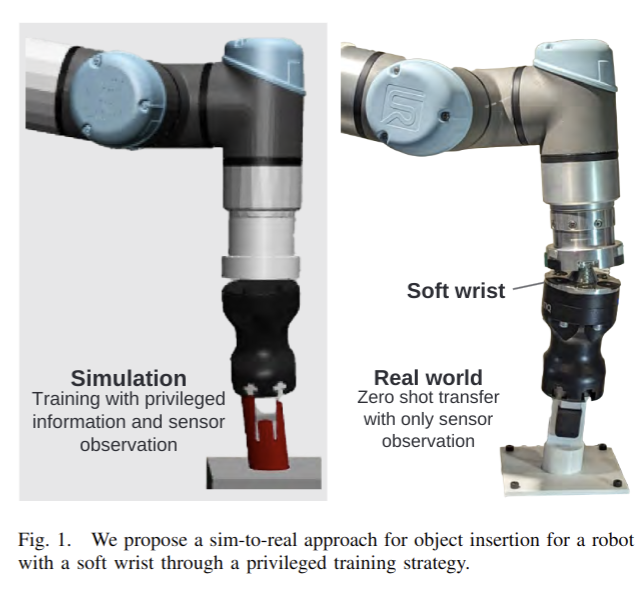 Soft wrist
Simulation
Training with privileged
information and sensor
observation
Real world
Zero shot transfer
with only sensor
observation
Fig. 1. We propose a sim-to-real approach for object insertion for a robot
with a soft wrist through a privileged training strategy.